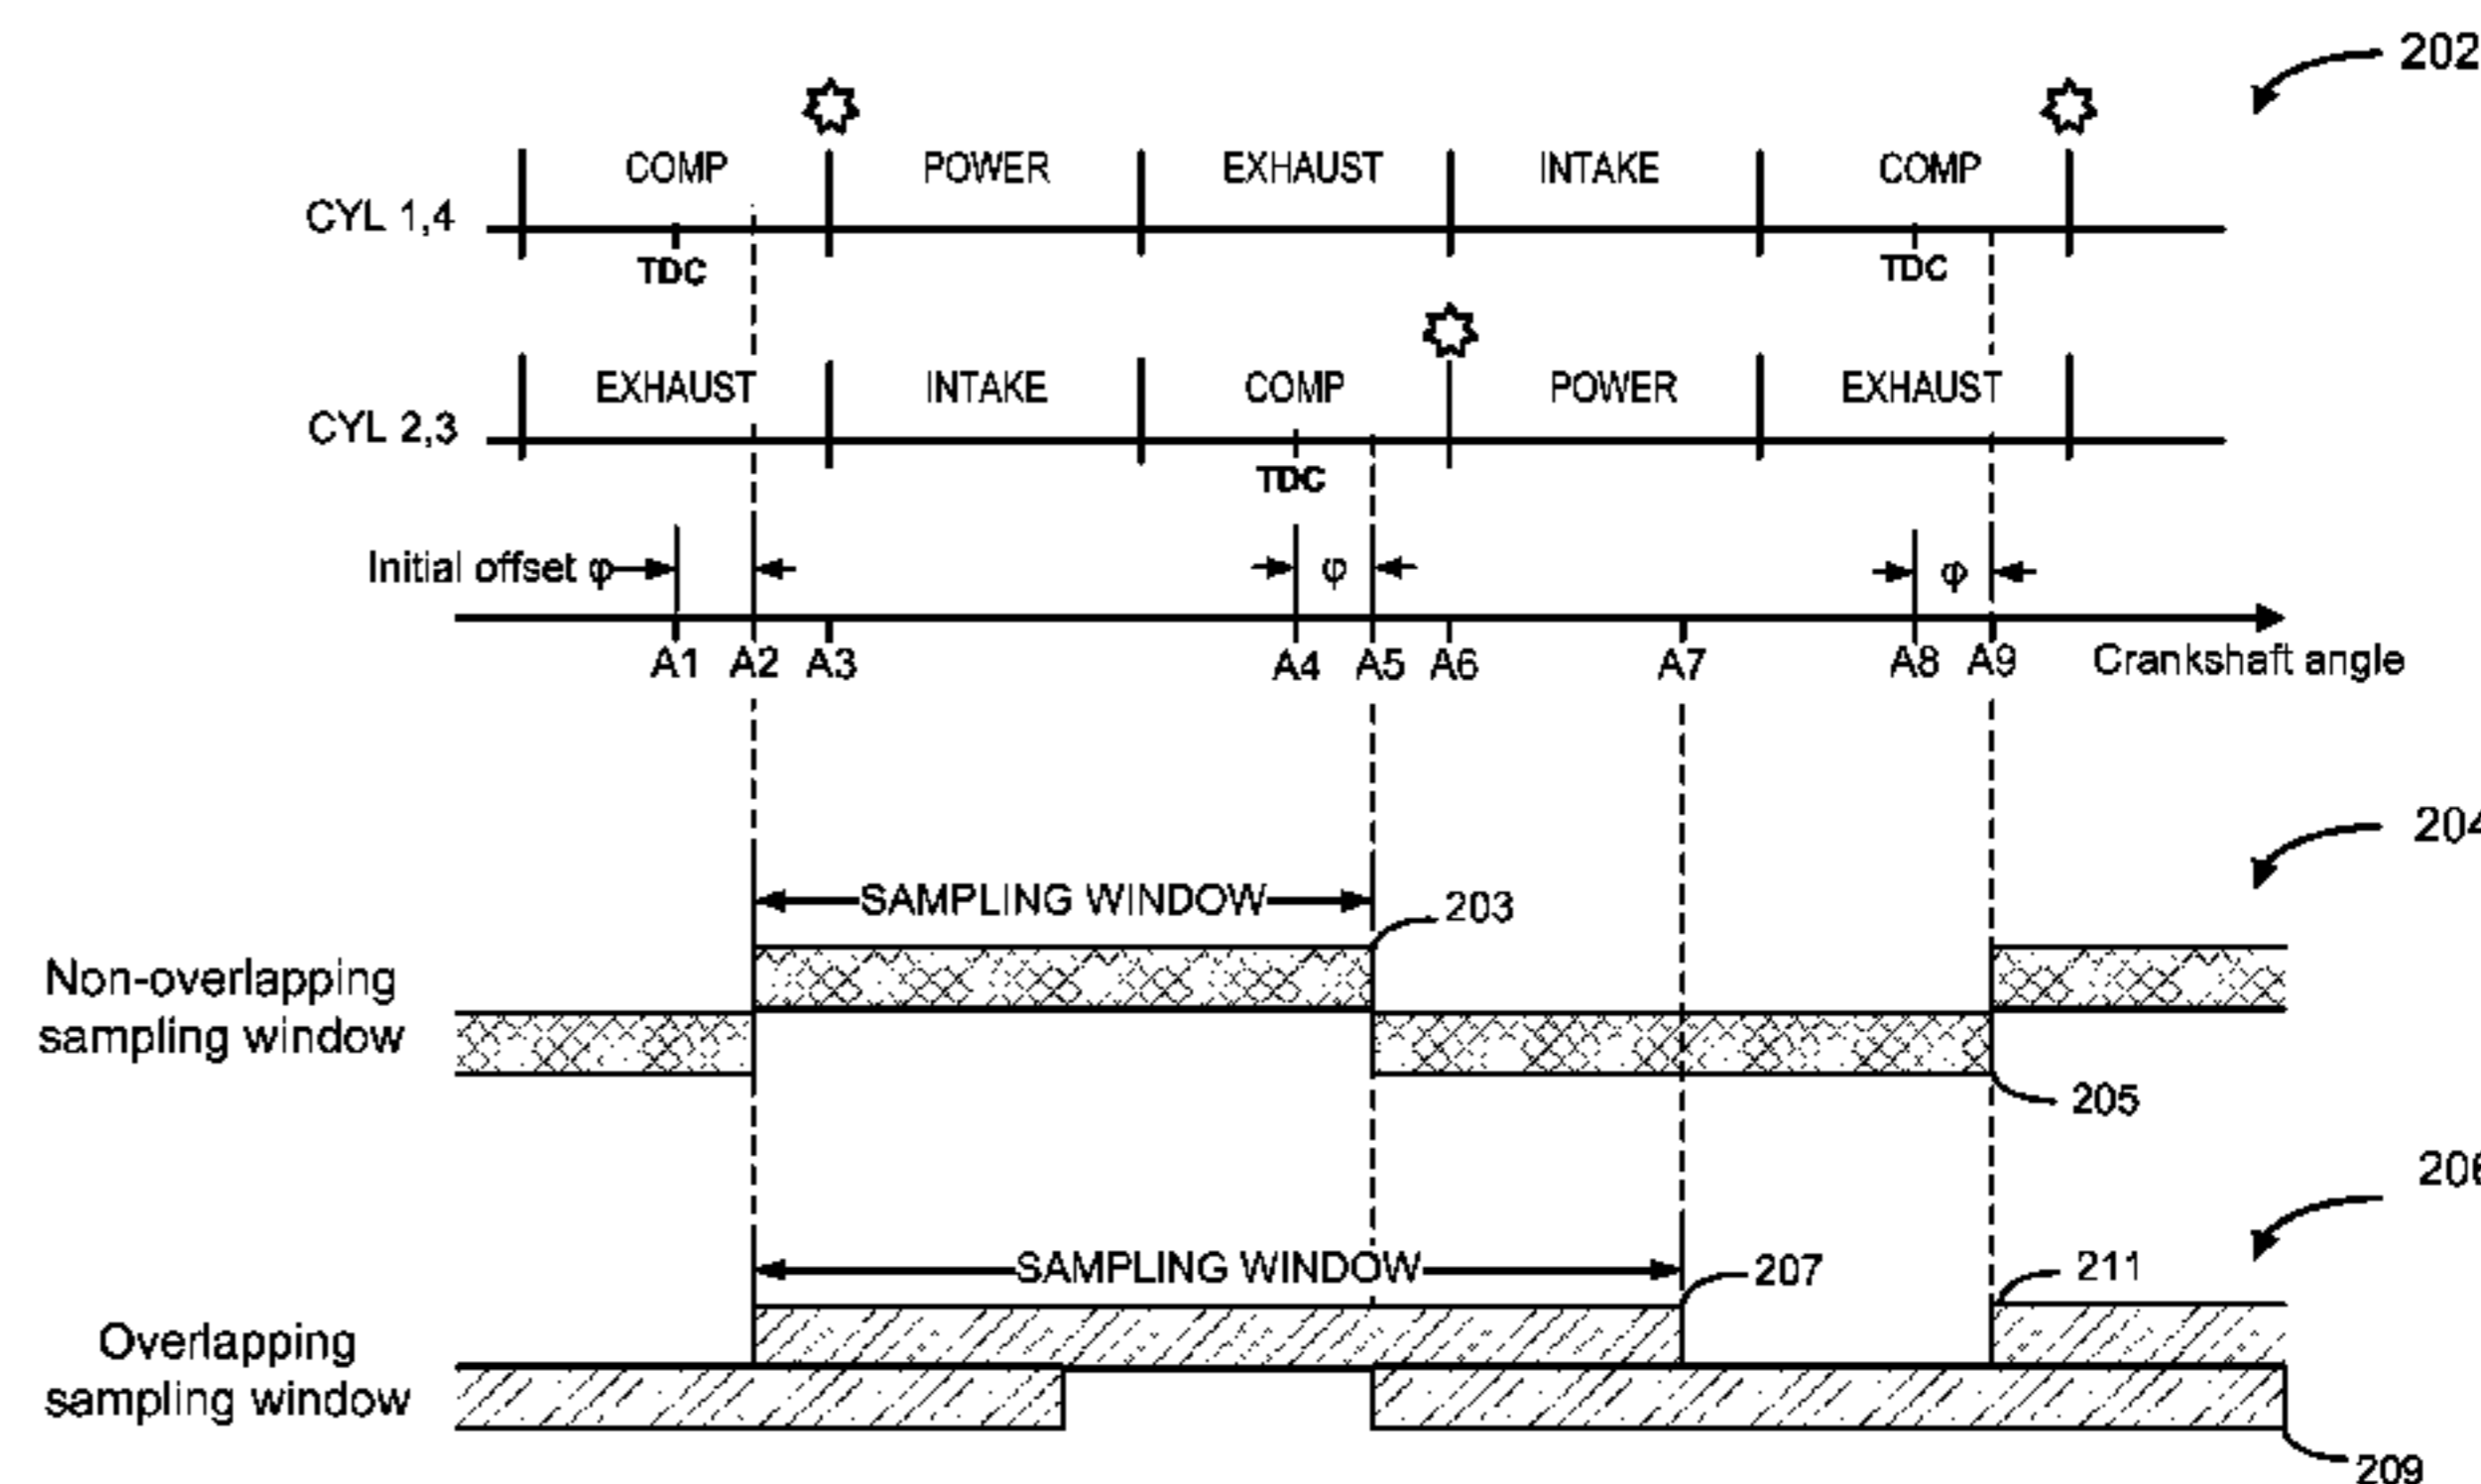 202
COMP POWER EXHAUST INTAKE COMP
CYL 1,4
TDC TDC
EXHAUST INTAKE COMP POWER EXHAUST
CYL 2,3
TDC
Initial offset φ φ φ
A1 A2 A3 A4 A5 A6 A7 A8 A9 Crankshaft angle
204
SAMPLING WINDOW 203
Non-overlapping
sampling window
205
206
SAMPLING WINDOW 207 211
Overlapping
sampling window
209